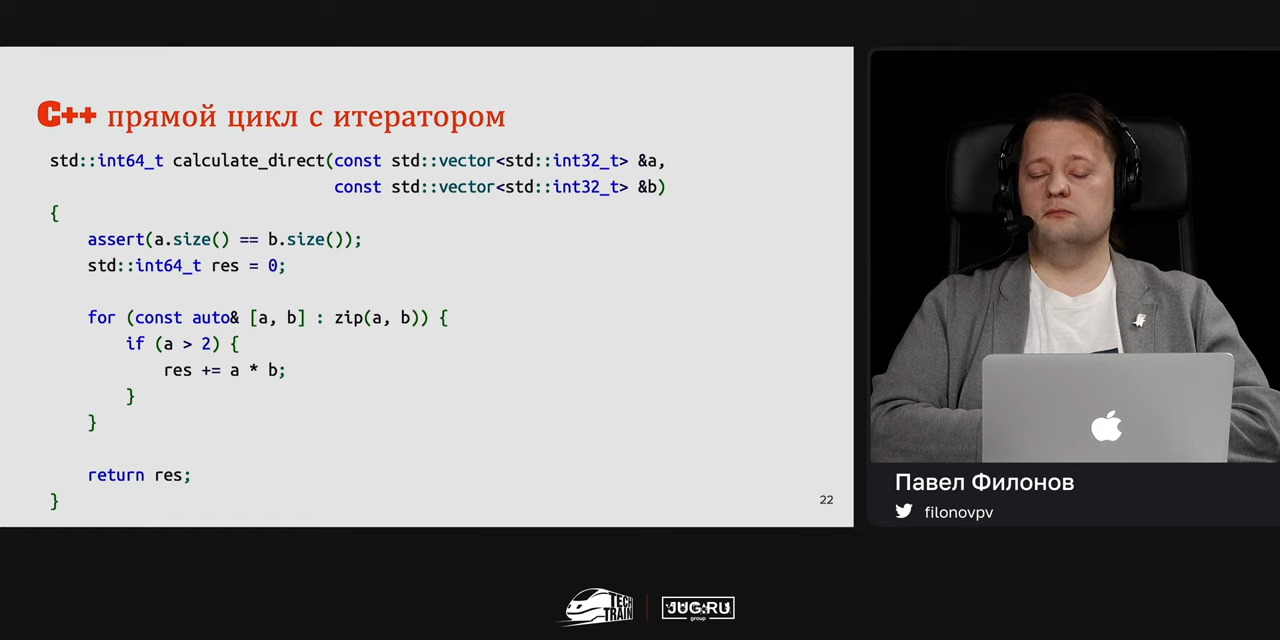 C++ прямой цикл с итератором
std::int64_t calculate_direct(const std::vector<std::int32_t> &a,
                              const std::vector<std::int32_t> &b)
{
    assert(a.size() == b.size());
    std::int64_t res = 0;

    for (const auto& [a, b] : zip(a, b)) {
        if (a > 2) {
            res += a * b;
        }
    }

    return res;
}
22
Павел Филонов
filonovpv
TECH
TRAIN
JUG.RU
group